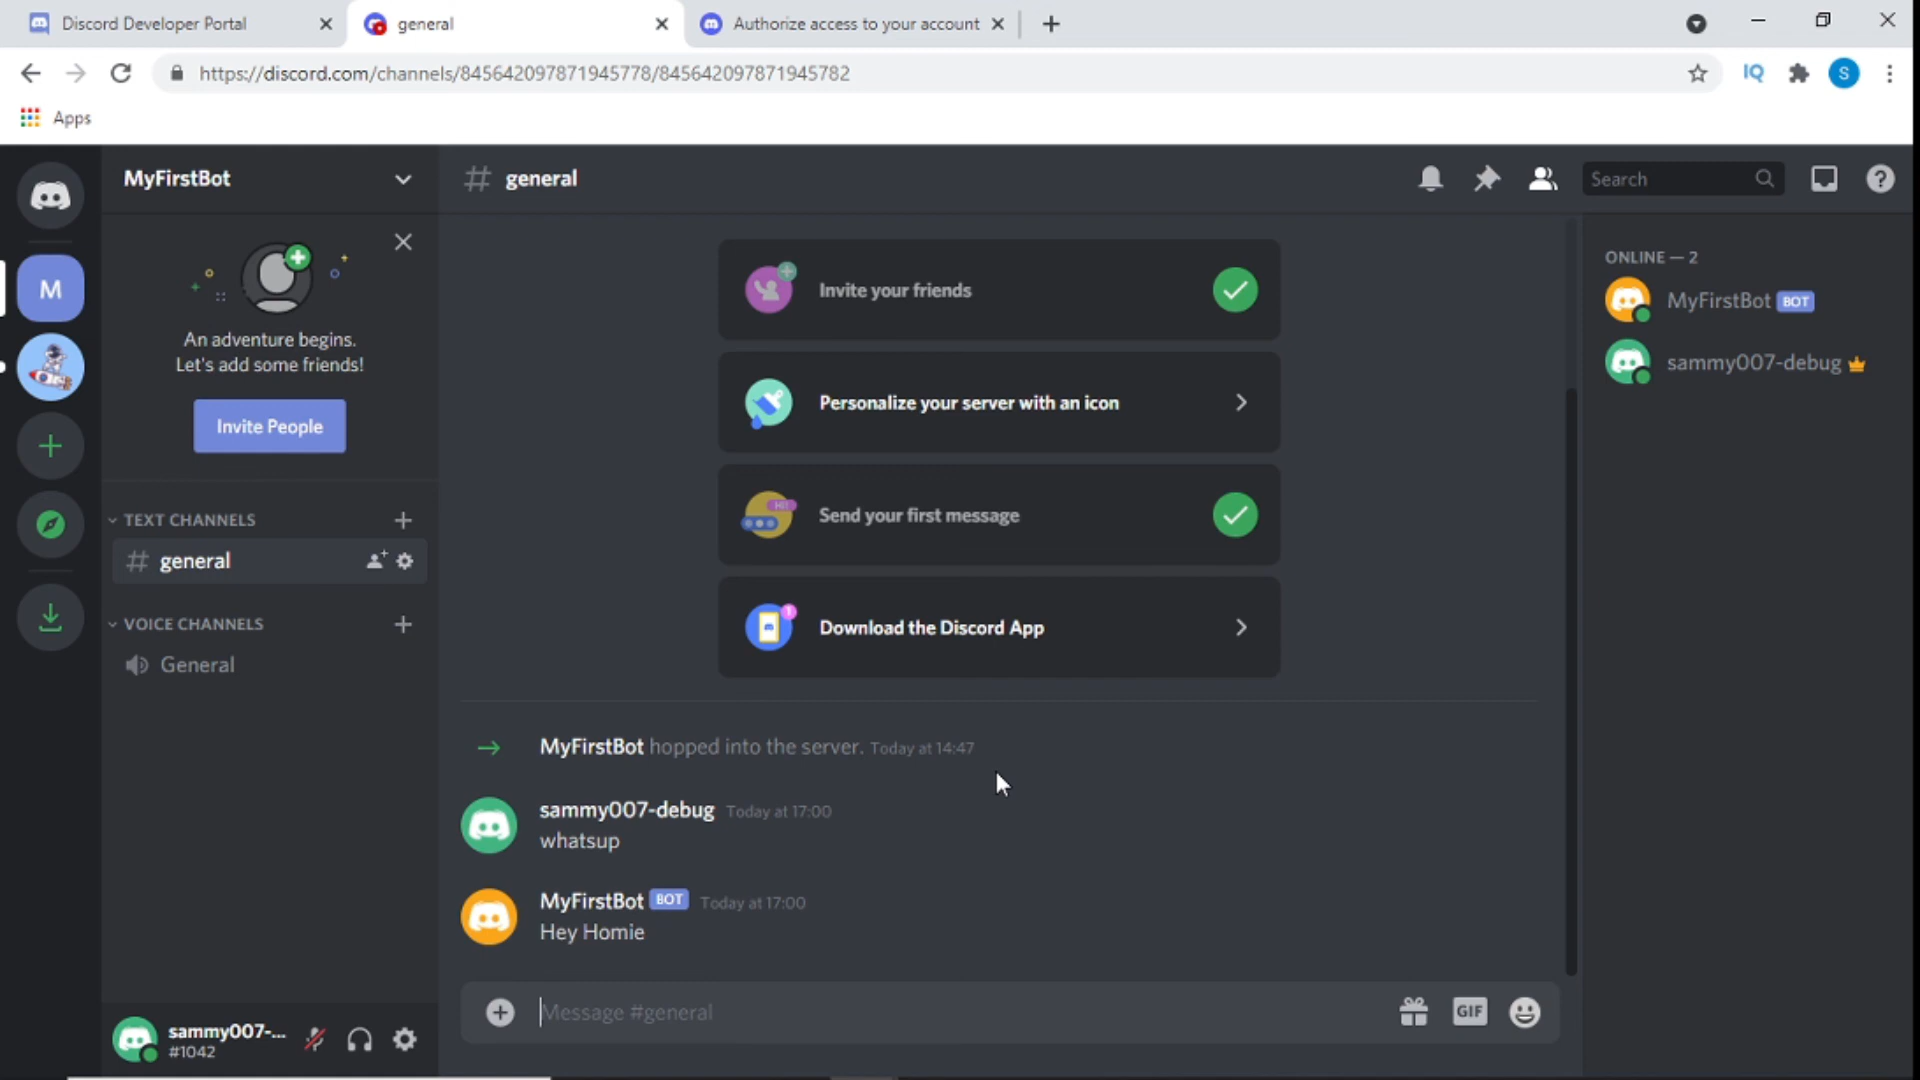 Discord Developer Portal
general
Authorize access to your account
https://discord.com/channels/845642097871945778/845642097871945782
IQ
S
Apps
MyFirstBot
general
Search
M
An adventure begins.
Let's add some friends!
Invite People
TEXT CHANNELS
general
VOICE CHANNELS
General
sammy007-...
#1042
Invite your friends
Personalize your server with an icon
Send your first message
Download the Discord App
MyFirstBot hopped into the server. Today at 14:47
sammy007-debug Today at 17:00
whatsup
MyFirstBot BOT Today at 17:00
Hey Homie
Message #general
GIF
ONLINE — 2
MyFirstBot BOT
sammy007-debug